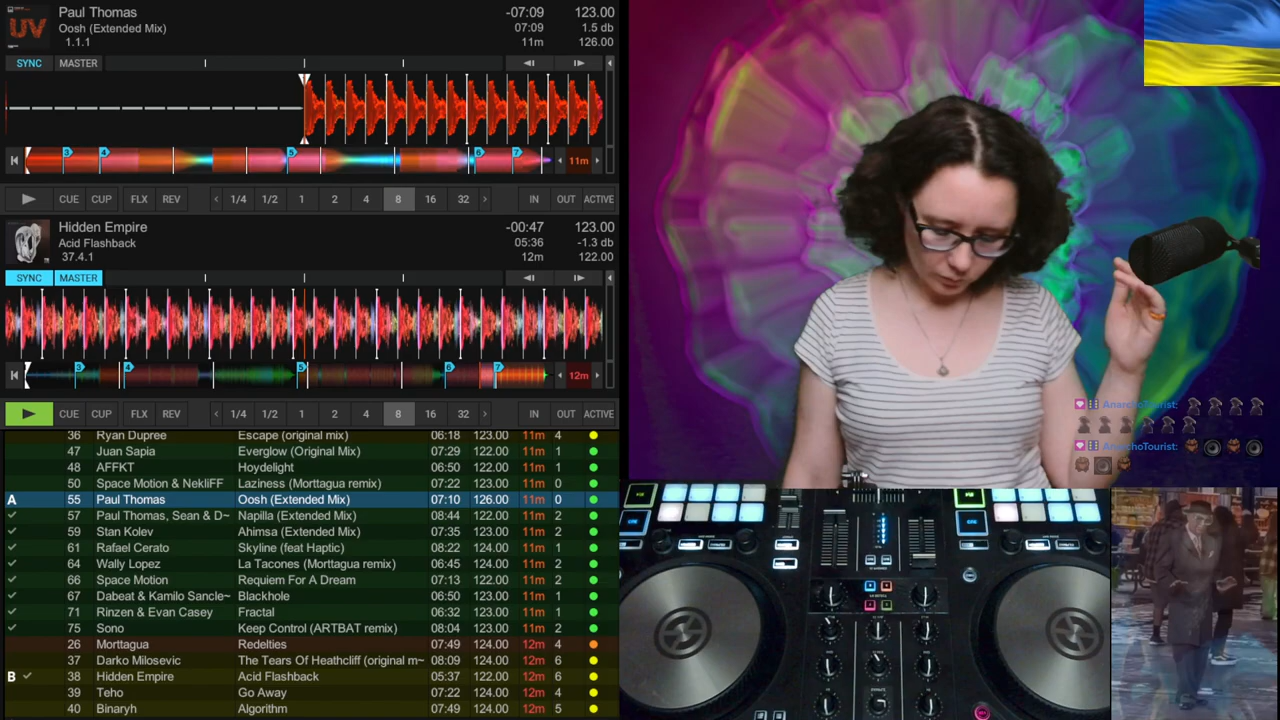 UV
Paul Thomas
-07:09
123.00
Oosh (Extended Mix)
07:09
1.5 db
1.1.1
11m
126.00
SYNC
MASTER
3
4
5
6
7
11m
CUE
CUP
FLX
REV
1/4
1/2
1
2
4
8
16
32
IN
OUT
ACTIVE
Hidden Empire
-00:47
123.00
Acid Flashback
05:36
-1.3 db
37.4.1
12m
122.00
SYNC
MASTER
3
4
5
6
7
12m
CUE
CUP
FLX
REV
1/4
1/2
1
2
4
8
16
32
IN
OUT
ACTIVE
36 Ryan Dupree Escape (original mix) 06:18 123.00 11m 4
47 Juan Sapia Everglow (Original Mix) 07:29 122.00 11m 1
48 AFFKT Hoydelight 06:50 123.00 11m 1
50 Space Motion & NekliFF Laziness (Morttagua remix) 07:22 123.00 11m 0
A 55 Paul Thomas Oosh (Extended Mix) 07:10 126.00 11m 0
57 Paul Thomas, Sean & D~ Napilla (Extended Mix) 08:44 122.00 11m 2
59 Stan Kolev Ahimsa (Extended Mix) 07:35 123.00 11m 2
61 Rafael Cerato Skyline (feat Haptic) 08:22 124.00 11m 1
64 Wally Lopez La Tacones (Morttagua remix) 06:45 124.00 11m 2
66 Space Motion Requiem For A Dream 07:13 122.00 11m 2
67 Dabeat & Kamilo Sancle~ Blackhole 06:50 123.00 11m 1
71 Rinzen & Evan Casey Fractal 06:32 123.00 11m 1
75 Sono Keep Control (ARTBAT remix) 08:04 123.00 11m 2
26 Morttagua Redelties 07:49 124.00 12m 4
37 Darko Milosevic The Tears Of Heathcliff (original m~ 08:09 124.00 12m 6
B 38 Hidden Empire Acid Flashback 05:37 122.00 12m 6
39 Teho Go Away 07:22 124.00 12m 4
40 Binaryh Algorithm 07:49 124.00 12m 5
AnarchoTourist:
AnarchoTourist: